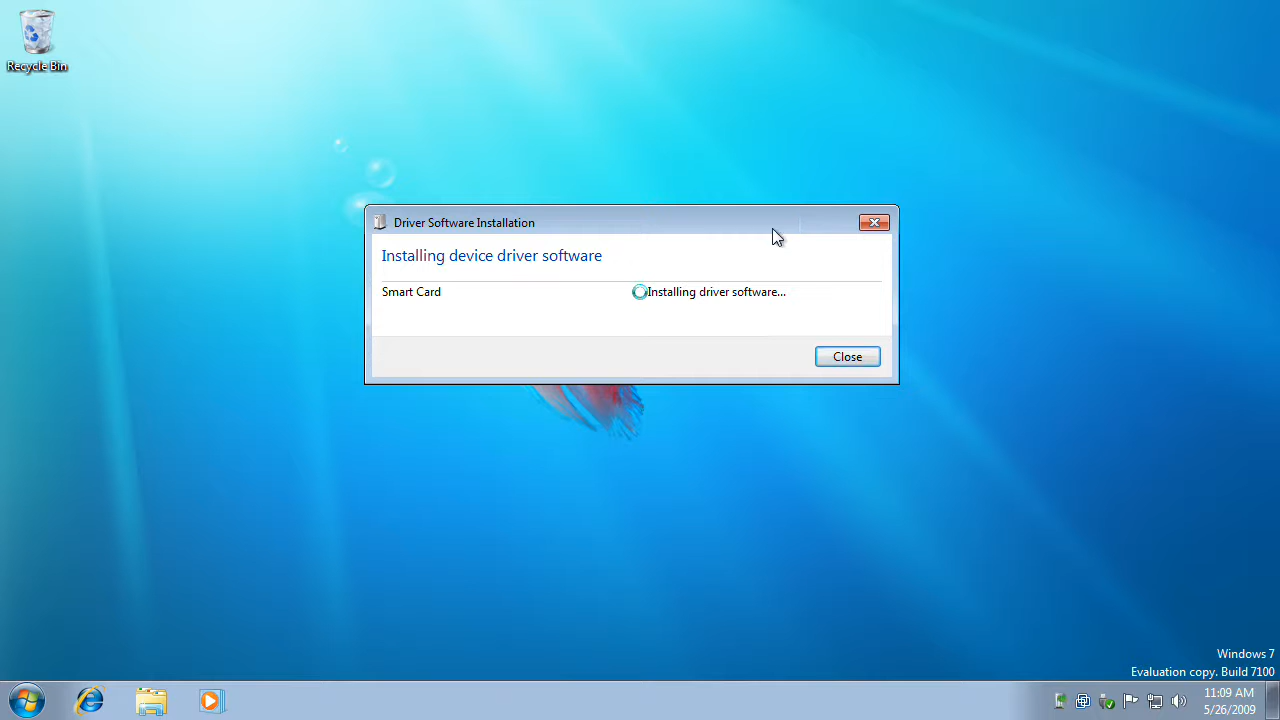 Recycle Bin
Driver Software Installation
Installing device driver software
Smart Card
Installing driver software...
Close
Windows 7
Evaluation copy. Build 7100
11:09 AM
5/26/2009